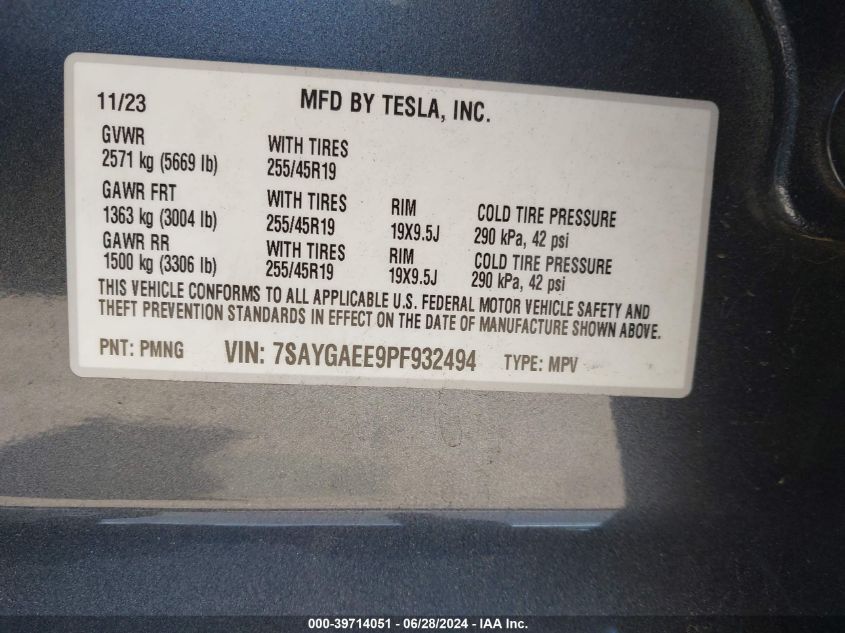 11/23 MFD BY TESLA, INC.
GVWR
2571 kg (5669 lb) WITH TIRES 255/45R19
GAWR FRT
1363 kg (3004 lb) WITH TIRES 255/45R19 RIM 19X9.5J COLD TIRE PRESSURE 290 kPa, 42 psi
GAWR RR
1500 kg (3306 lb) WITH TIRES 255/45R19 RIM 19X9.5J COLD TIRE PRESSURE 290 kPa, 42 psi
THIS VEHICLE CONFORMS TO ALL APPLICABLE U.S. FEDERAL MOTOR VEHICLE SAFETY AND
THEFT PREVENTION STANDARDS IN EFFECT ON THE DATE OF MANUFACTURE SHOWN ABOVE.
PNT: PMNG VIN: 7SAYGAEE9PF932494 TYPE: MPV
000-39714051 - 06/28/2024 - IAA Inc.